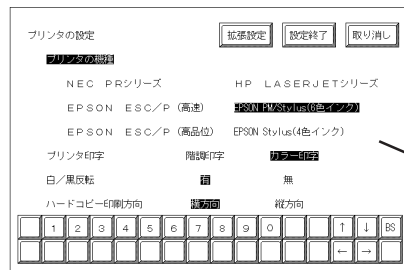 プリンタの設定 拡張設定 設定終了 取り消し
プリンタの機種
NEC PRシリーズ HP LASERJETシリーズ
EPSON ESC/P (高速) EPSON PM/Stylus(6色インク)
EPSON ESC/P (高品位) EPSON Stylus(4色インク)
プリンタ印字 階調印字 カラー印字
白/黒反転 有 無
ハードコピー印刷方向 横方向 縦方向
1 2 3 4 5 6 7 8 9 0 ↑ ↓ BS
← →